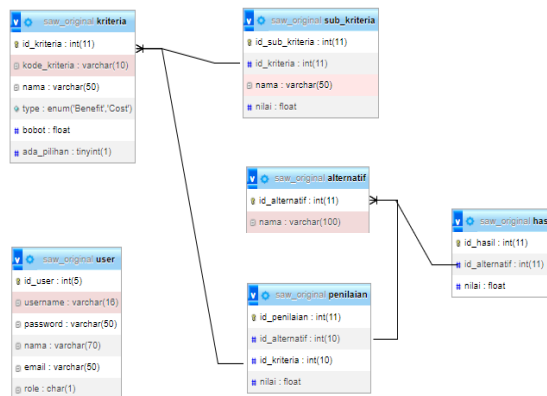 saw_original kriteria
id_kriteria : int(11)
kode_kriteria : varchar(10)
nama : varchar(50)
type : enum('Benefit','Cost')
bobot : float
ada_pilihan : tinyint(1)
saw_original sub_kriteria
id_sub_kriteria : int(11)
id_kriteria : int(11)
nama : varchar(50)
nilai : float
saw_original alternatif
id_alternatif : int(11)
nama : varchar(100)
saw_original has
id_hasil : int(11)
id_alternatif : int(11)
nilai : float
saw_original user
id_user : int(5)
username : varchar(16)
password : varchar(50)
nama : varchar(70)
email : varchar(50)
role : char(1)
saw_original penilaian
id_penilaian : int(11)
id_alternatif : int(10)
id_kriteria : int(10)
nilai : float